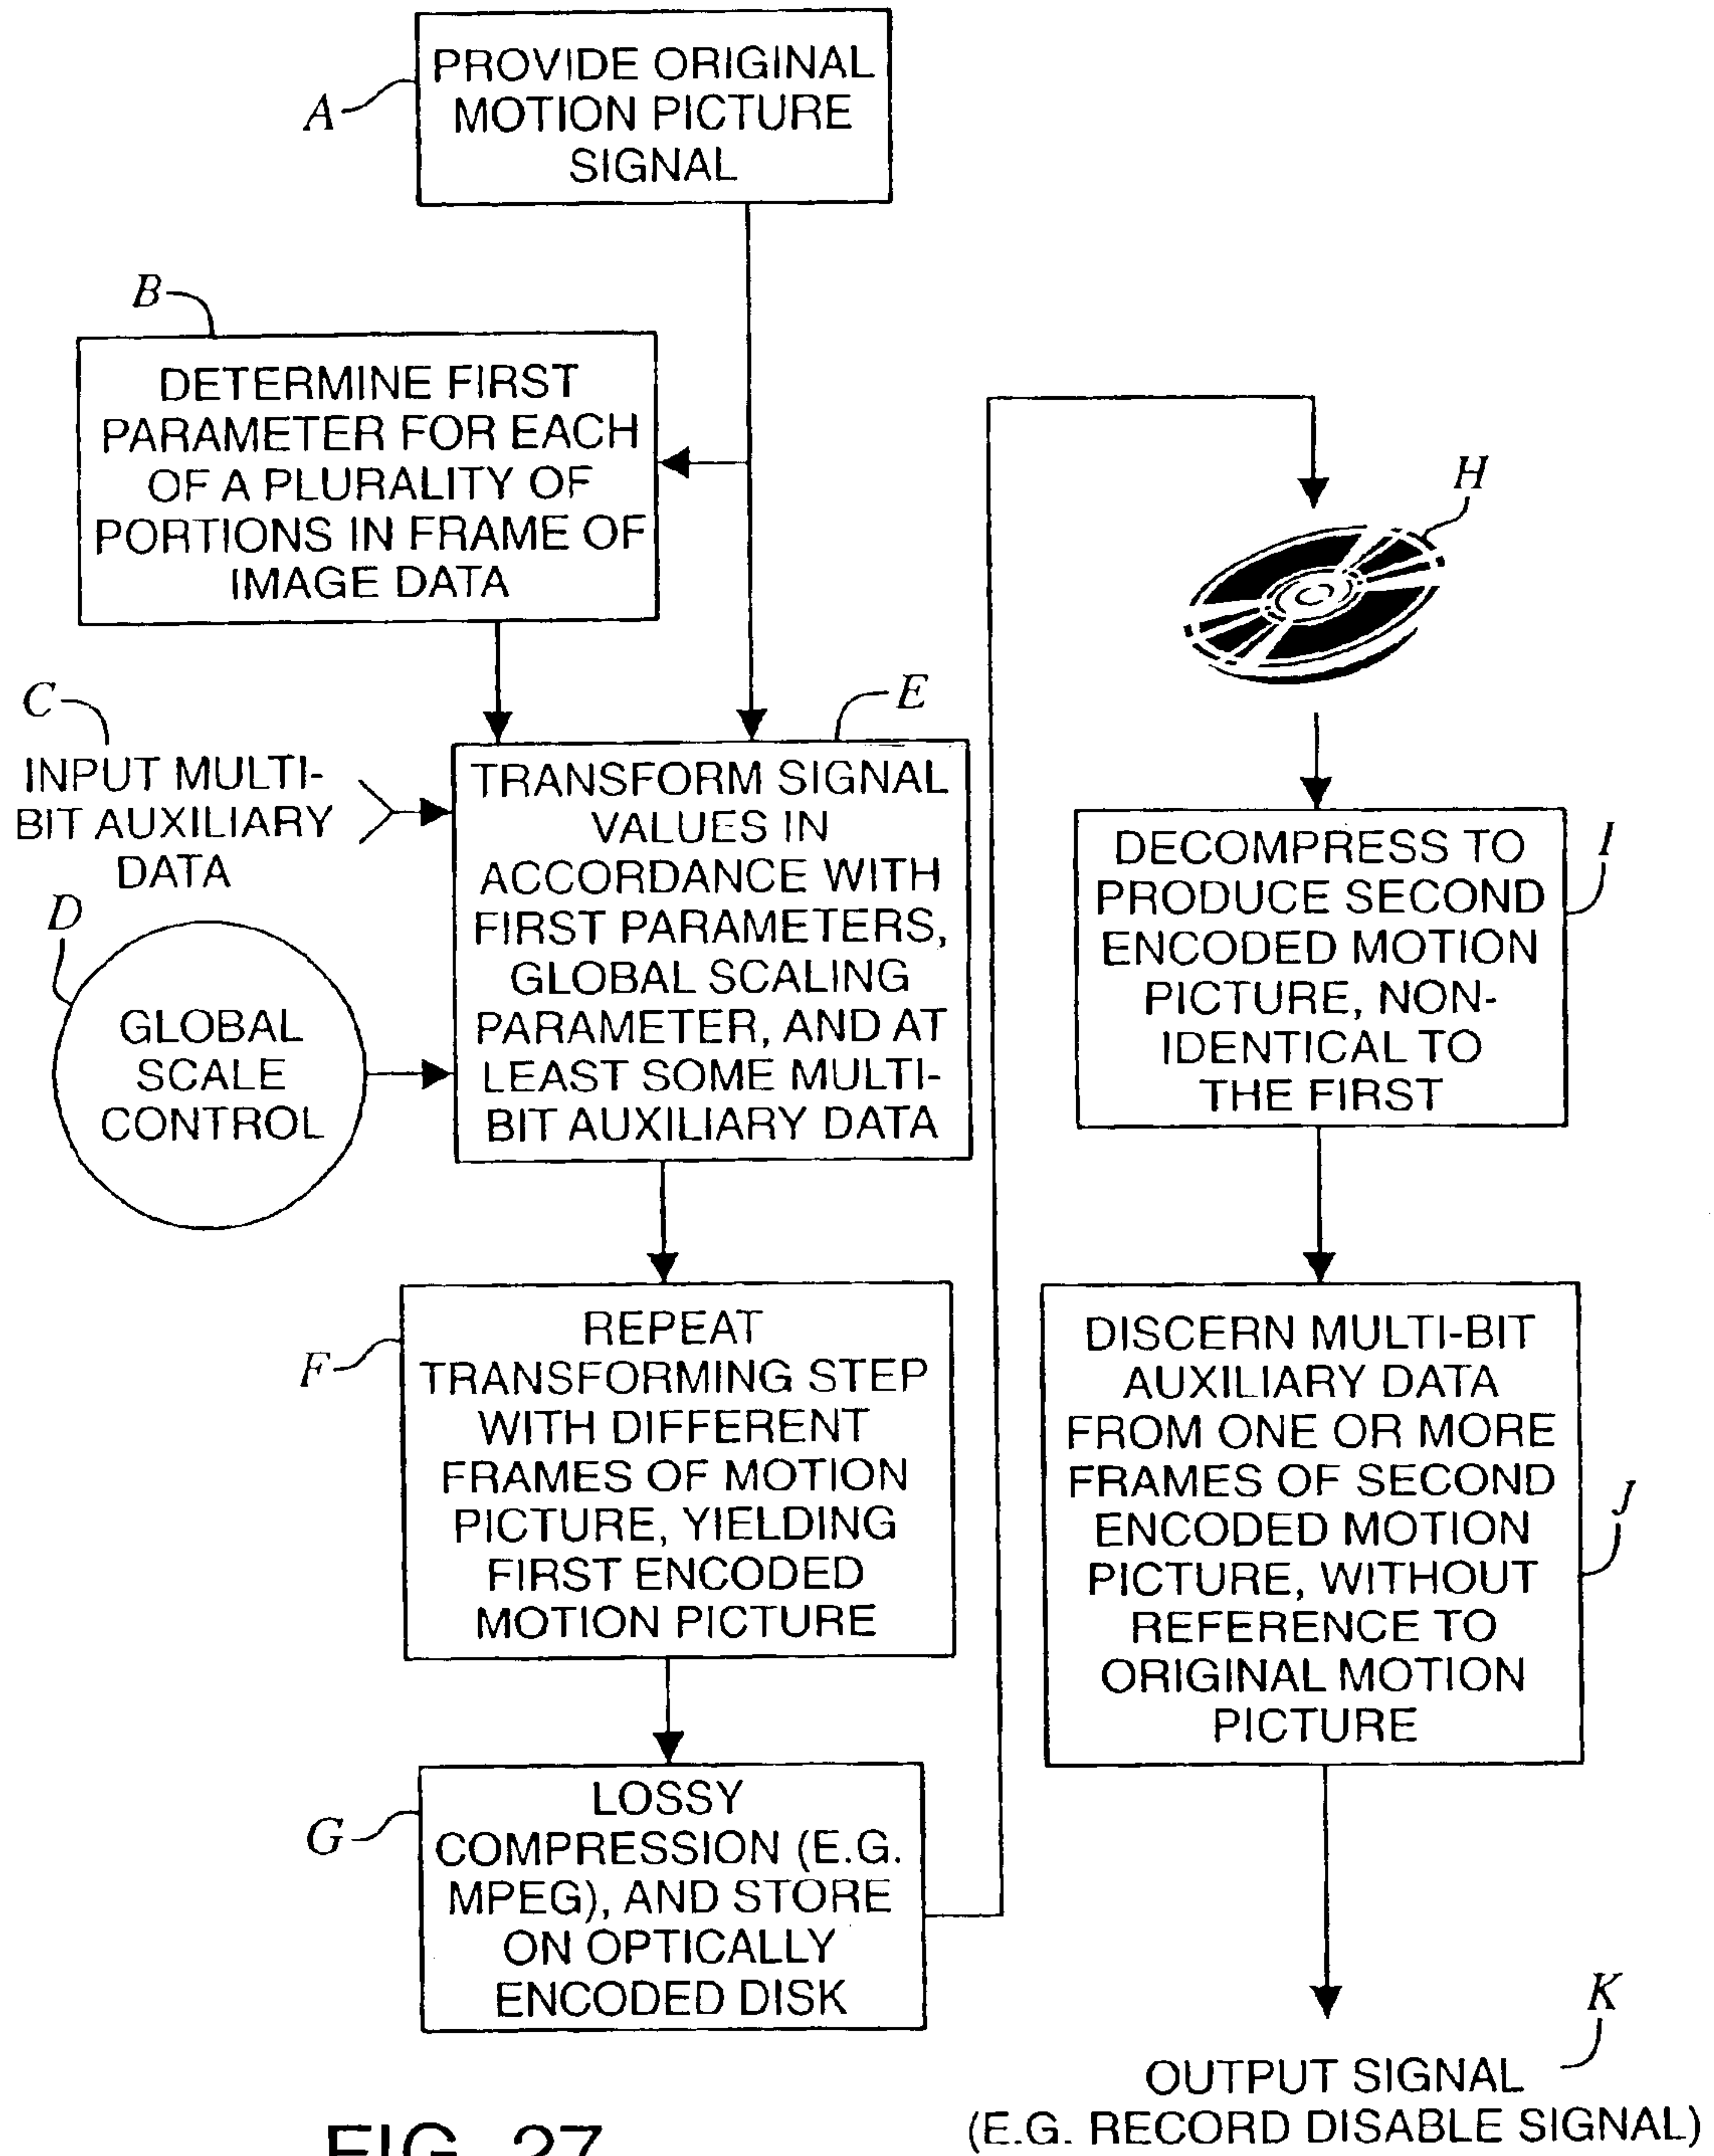 PROVIDE ORIGINAL
MOTION PICTURE
SIGNAL
A
B
DETERMINE FIRST
PARAMETER FOR EACH
OF A PLURALITY OF
PORTIONS IN FRAME OF
IMAGE DATA
C
INPUT MULTI-
BIT AUXILIARY
DATA
D
GLOBAL
SCALE
CONTROL
E
TRANSFORM SIGNAL
VALUES IN
ACCORDANCE WITH
FIRST PARAMETERS,
GLOBAL SCALING
PARAMETER, AND AT
LEAST SOME MULTI-
BIT AUXILIARY DATA
F
REPEAT
TRANSFORMING STEP
WITH DIFFERENT
FRAMES OF MOTION
PICTURE, YIELDING
FIRST ENCODED
MOTION PICTURE
G
LOSSY
COMPRESSION (E.G.
MPEG), AND STORE
ON OPTICALLY
ENCODED DISK
H
I
DECOMPRESS TO
PRODUCE SECOND
ENCODED MOTION
PICTURE, NON-
IDENTICAL TO
THE FIRST
J
DISCERN MULTI-BIT
AUXILIARY DATA
FROM ONE OR MORE
FRAMES OF SECOND
ENCODED MOTION
PICTURE, WITHOUT
REFERENCE TO
ORIGINAL MOTION
PICTURE
K
OUTPUT SIGNAL
(E.G. RECORD DISABLE SIGNAL)
FIG. 27